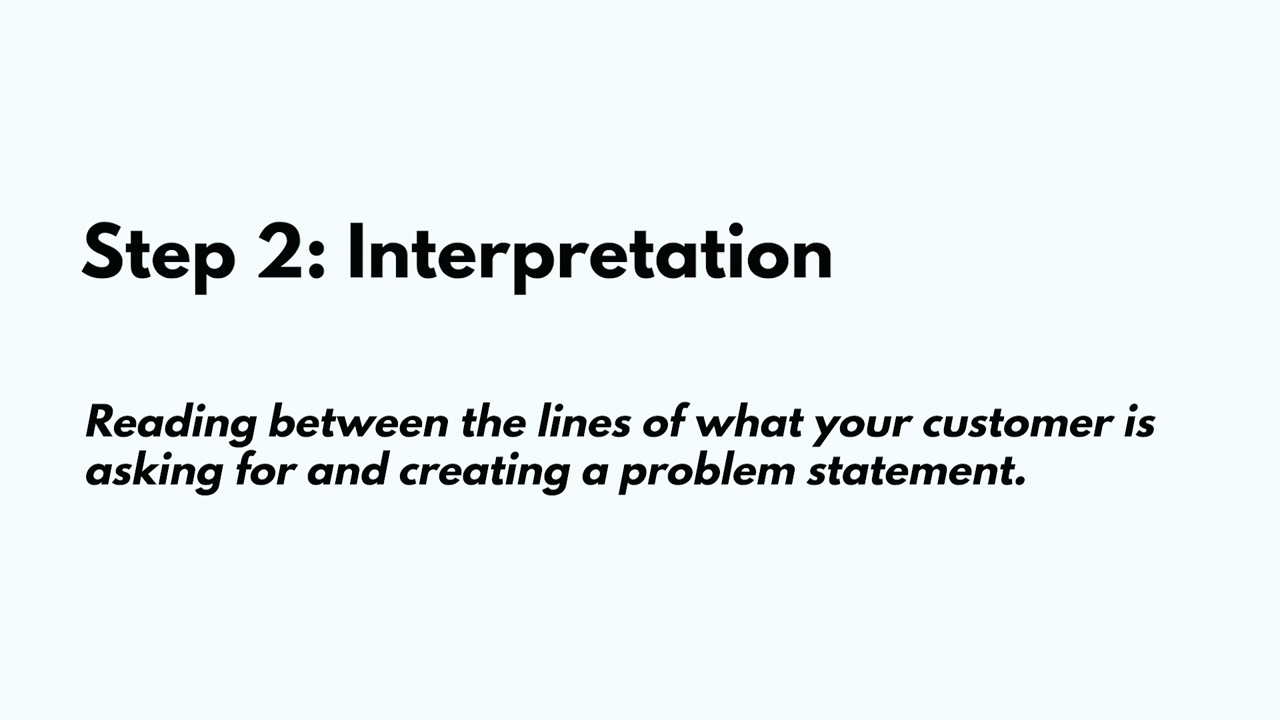 Step 2: Interpretation
Reading between the lines of what your customer is
asking for and creating a problem statement.